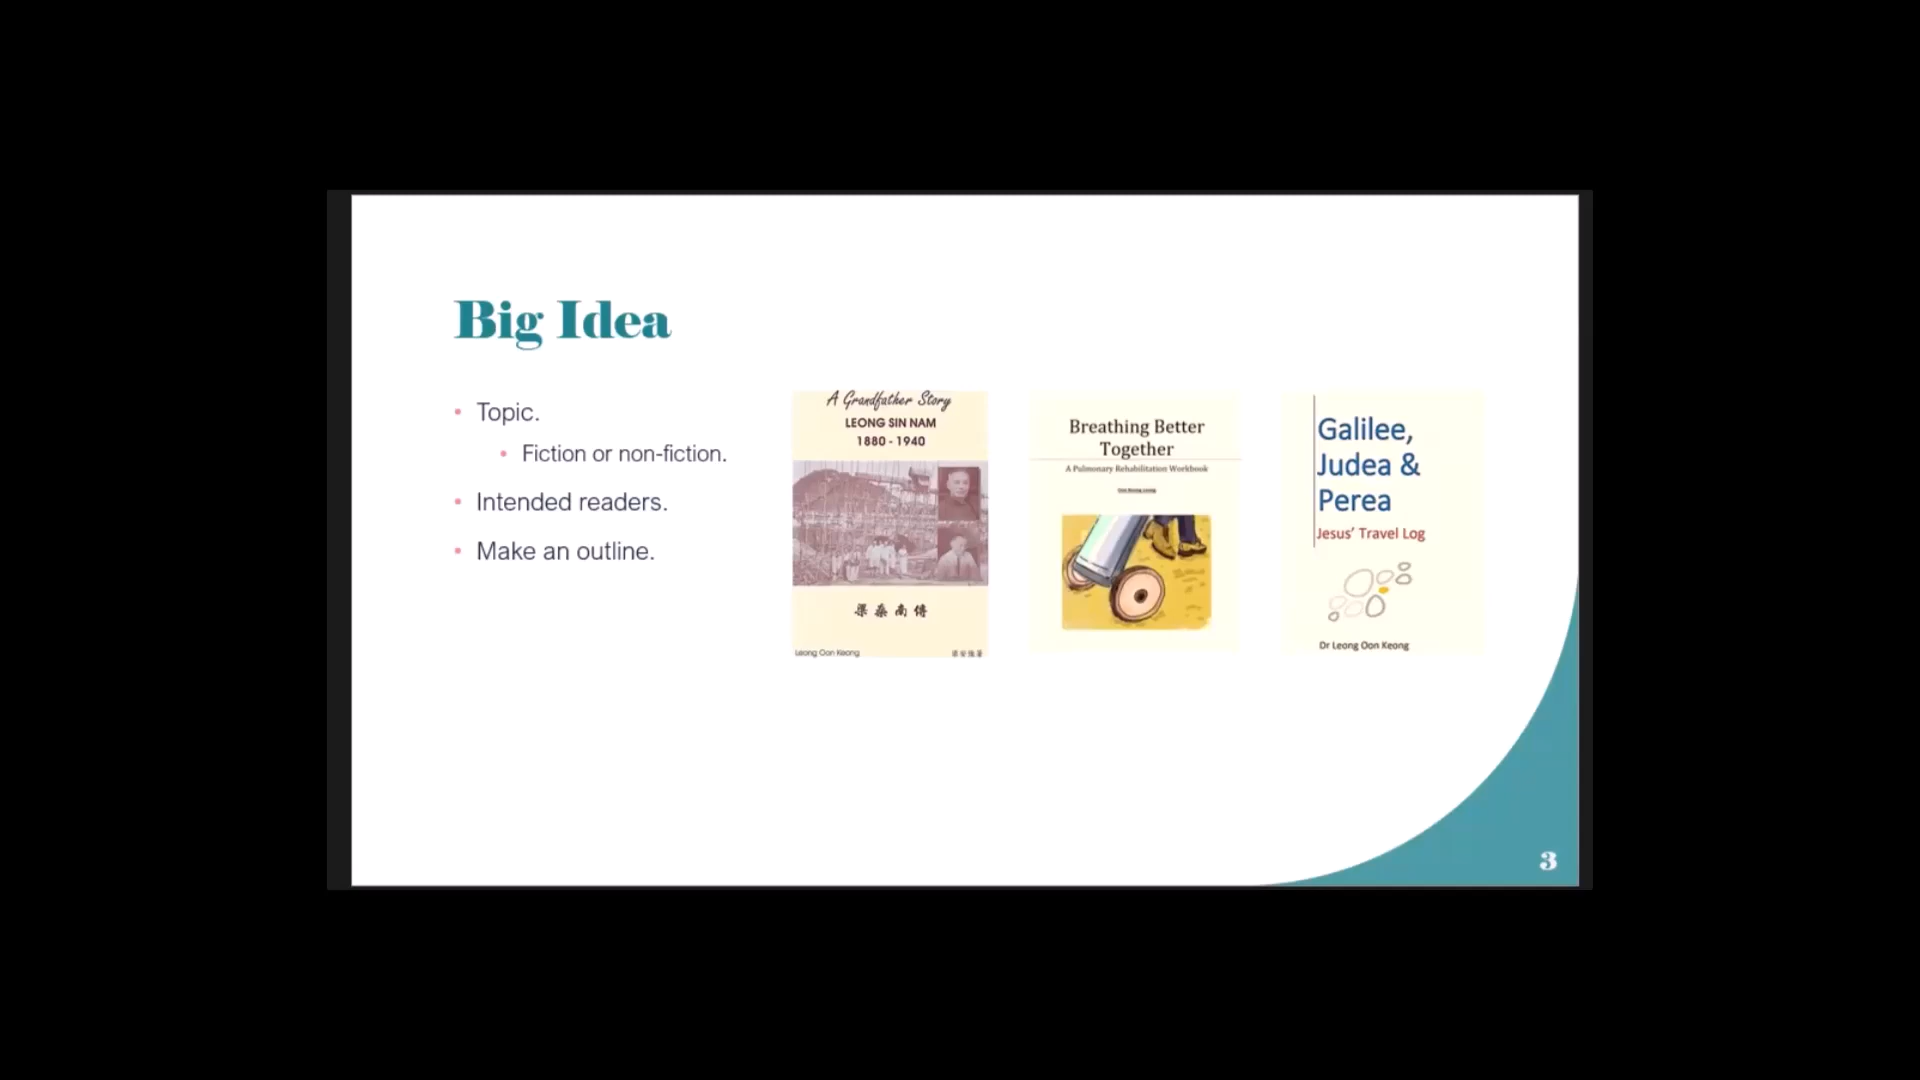 Big Idea
Topic.
Fiction or non-fiction.
Intended readers.
Make an outline.
A Grandfather Story
LEONG SIN NAM
1880 - 1940
南傳
Leong Oon Keong
Breathing Better
Together
A Pulmonary Rehabilitation Workbook
Galilee,
Judea &
Perea
Jesus' Travel Log
Dr Leong Oon Keong
3